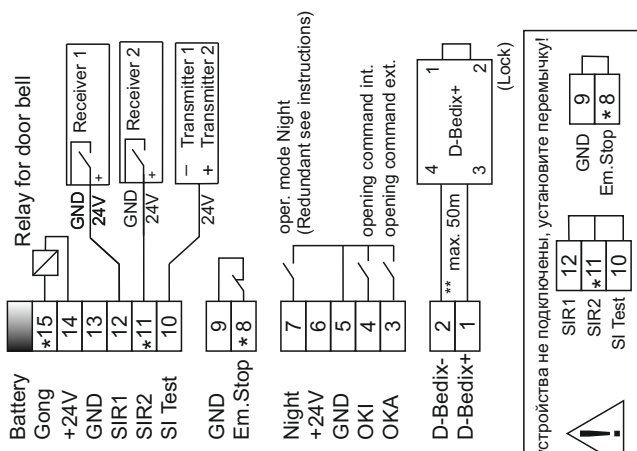 Relay for door bell
Battery
Gong *15
+24V 14
GND 13
SIR1 12
SIR2 *11
SI Test 10
GND
24V
+
Receiver 1
GND
24V
+
Receiver 2
24V
− Transmitter 1
+ Transmitter 2
GND 9
Em.Stop *8
Night 7
+24V 6
GND 5
OKI 4
OKA 3
oper. mode Night
(Redundant see instructions)
opening command int.
opening command ext.
D-Bedix- 2
D-Bedix+ 1
** max. 50m
4 1
D-Bedix+
3 2
(Lock)
устройства не подключены, установите перемычку!
!
SIR1 12
SIR2 *11
SI Test 10
GND 9
Em.Stop *8